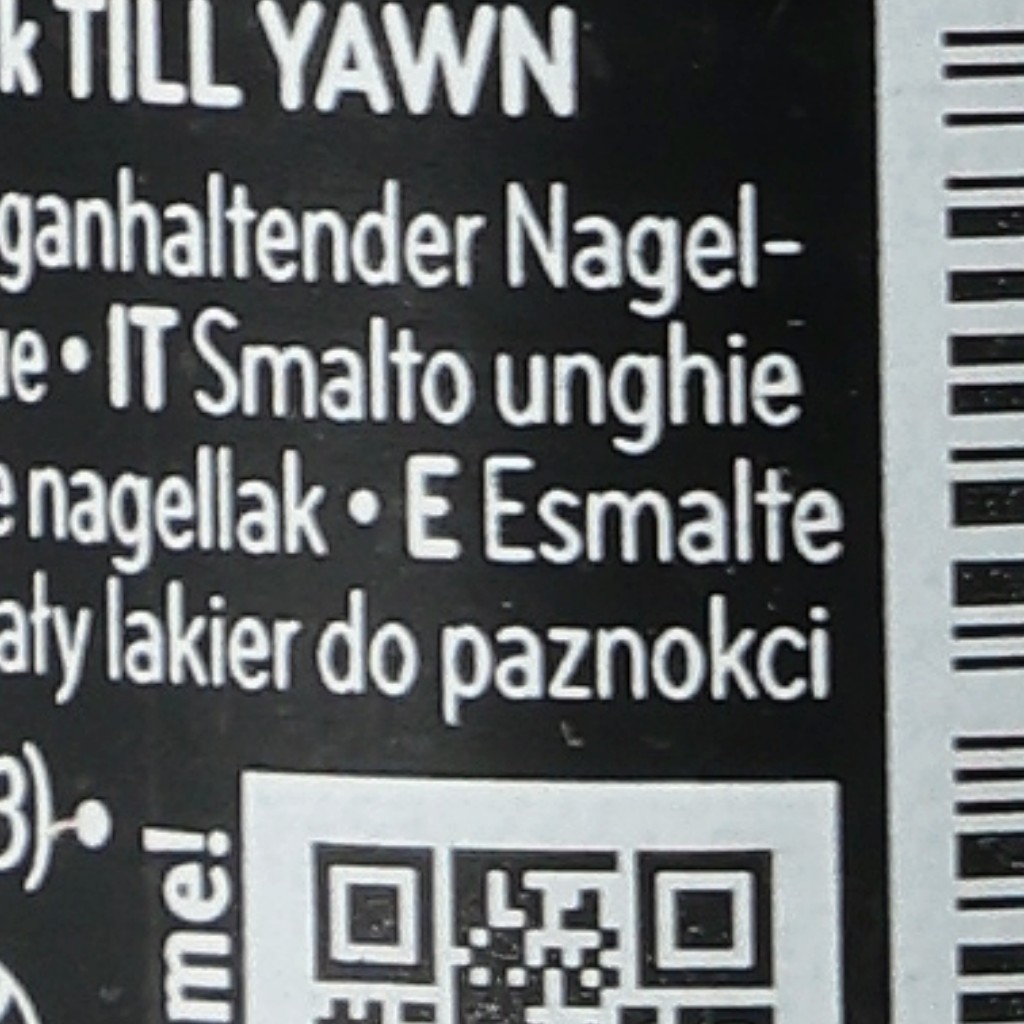 k TILL YAWN
ganhaltender Nagel-
ue • IT Smalto unghie
e nagellak • E Esmalte
ały lakier do paznokci
3)
me!